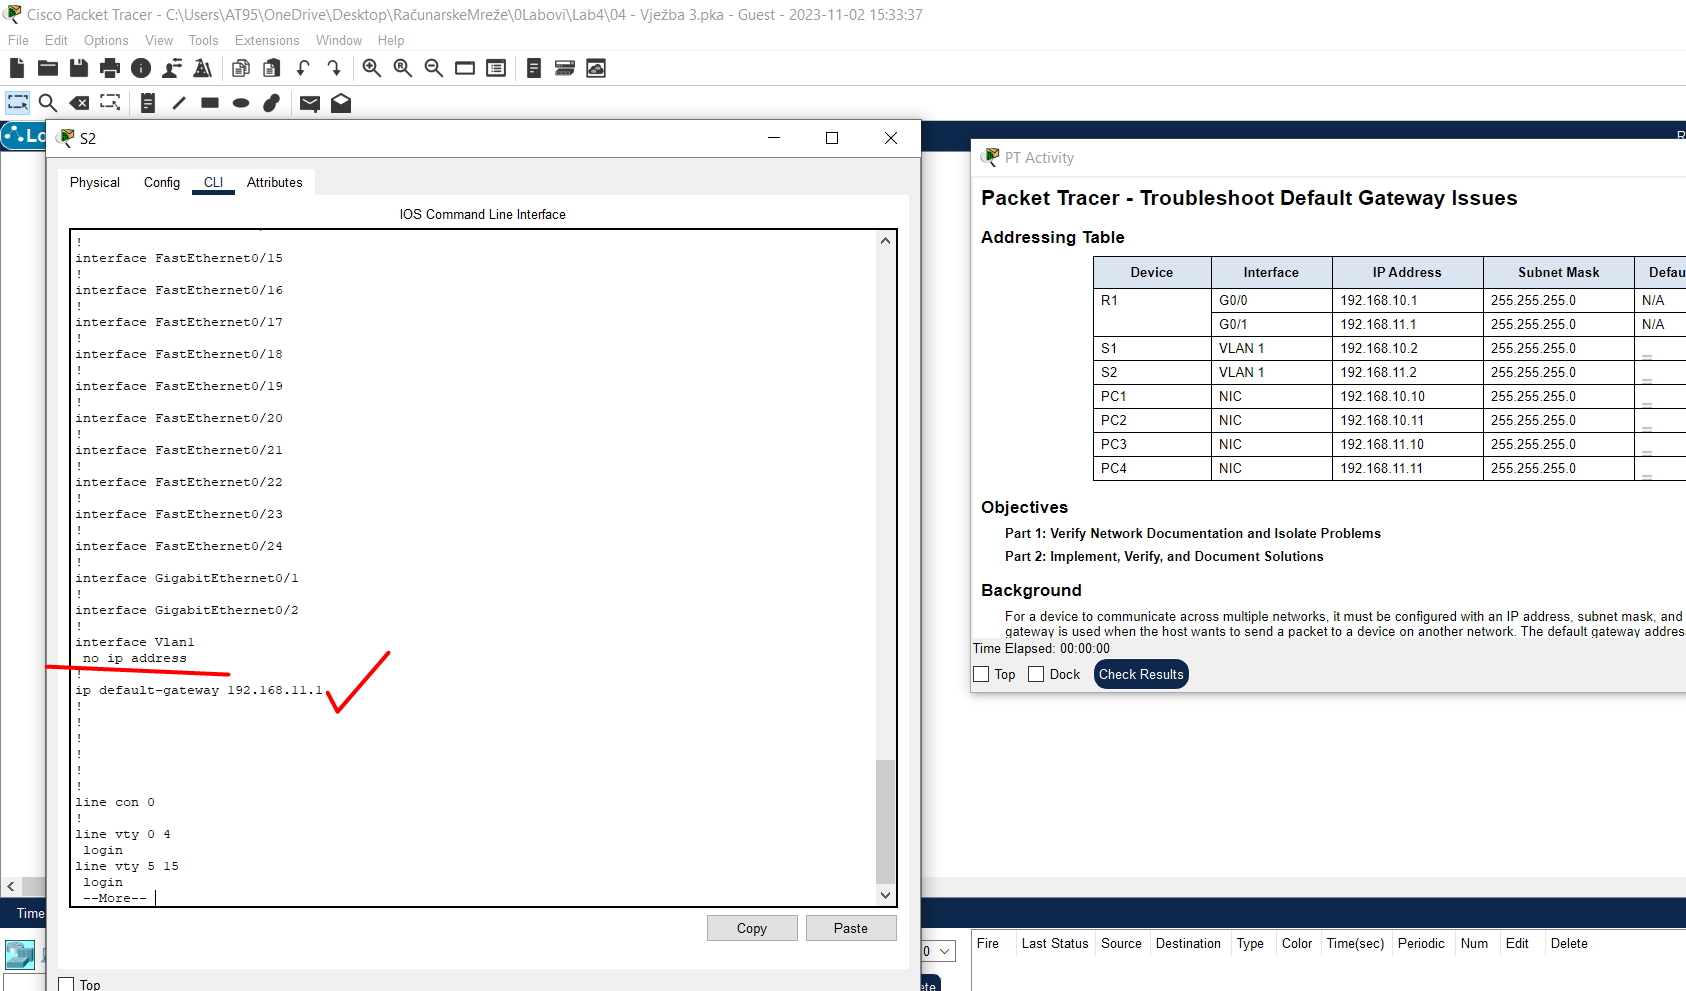 Cisco Packet Tracer - C:\Users\AT95\OneDrive\Desktop\RačunarskeMreže\0Labovi\Lab4\04 - Vježba 3.pka - Guest - 2023-11-02 15:33:37
File Edit Options View Tools Extensions Window Help
S2
Physical Config CLI Attributes
IOS Command Line Interface
!
interface FastEthernet0/15
!
interface FastEthernet0/16
!
interface FastEthernet0/17
!
interface FastEthernet0/18
!
interface FastEthernet0/19
!
interface FastEthernet0/20
!
interface FastEthernet0/21
!
interface FastEthernet0/22
!
interface FastEthernet0/23
!
interface FastEthernet0/24
!
interface GigabitEthernet0/1
!
interface GigabitEthernet0/2
!
interface Vlan1
no ip address
!
ip default-gateway 192.168.11.1
!
!
!
!
!
!
line con 0
!
line vty 0 4
login
line vty 5 15
login
--More--
Copy Paste
Top
PT Activity
Packet Tracer - Troubleshoot Default Gateway Issues
Addressing Table
Device Interface IP Address Subnet Mask Defau
R1 G0/0 192.168.10.1 255.255.255.0 N/A
G0/1 192.168.11.1 255.255.255.0 N/A
S1 VLAN 1 192.168.10.2 255.255.255.0
S2 VLAN 1 192.168.11.2 255.255.255.0
PC1 NIC 192.168.10.10 255.255.255.0
PC2 NIC 192.168.10.11 255.255.255.0
PC3 NIC 192.168.11.10 255.255.255.0
PC4 NIC 192.168.11.11 255.255.255.0
Objectives
Part 1: Verify Network Documentation and Isolate Problems
Part 2: Implement, Verify, and Document Solutions
Background
For a device to communicate across multiple networks, it must be configured with an IP address, subnet mask, and
gateway is used when the host wants to send a packet to a device on another network. The default gateway addres
Time Elapsed: 00:00:00
Top Dock Check Results
Lo
Time
0
ete
Fire Last Status Source Destination Type Color Time(sec) Periodic Num Edit Delete